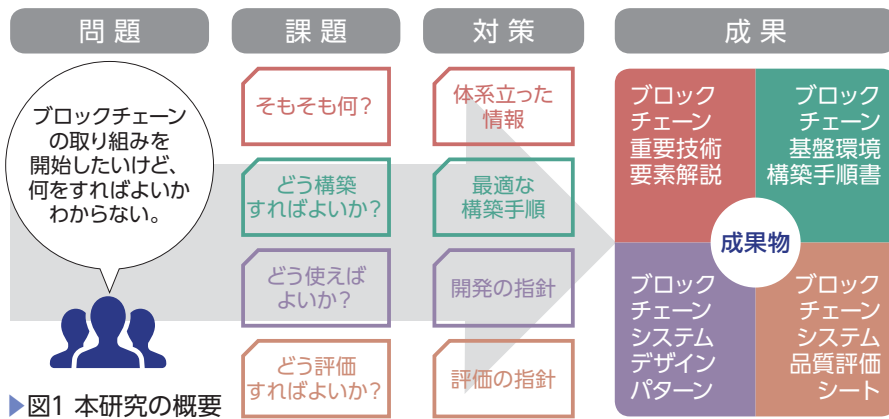 問題
課題
対策
成果
ブロックチェーン
の取り組みを
開始したいけど、
何をすればよいか
わからない。
そもそも何？
どう構築
すればよいか？
どう使えば
よいか？
どう評価
すればよいか？
体系立った
情報
最適な
構築手順
開発の指針
評価の指針
ブロック
チェーン
重要技術
要素解説
ブロック
チェーン
基盤環境
構築手順書
成果物
ブロック
チェーン
システム
デザイン
パターン
ブロック
チェーン
システム
品質評価
シート
▶図1 本研究の概要